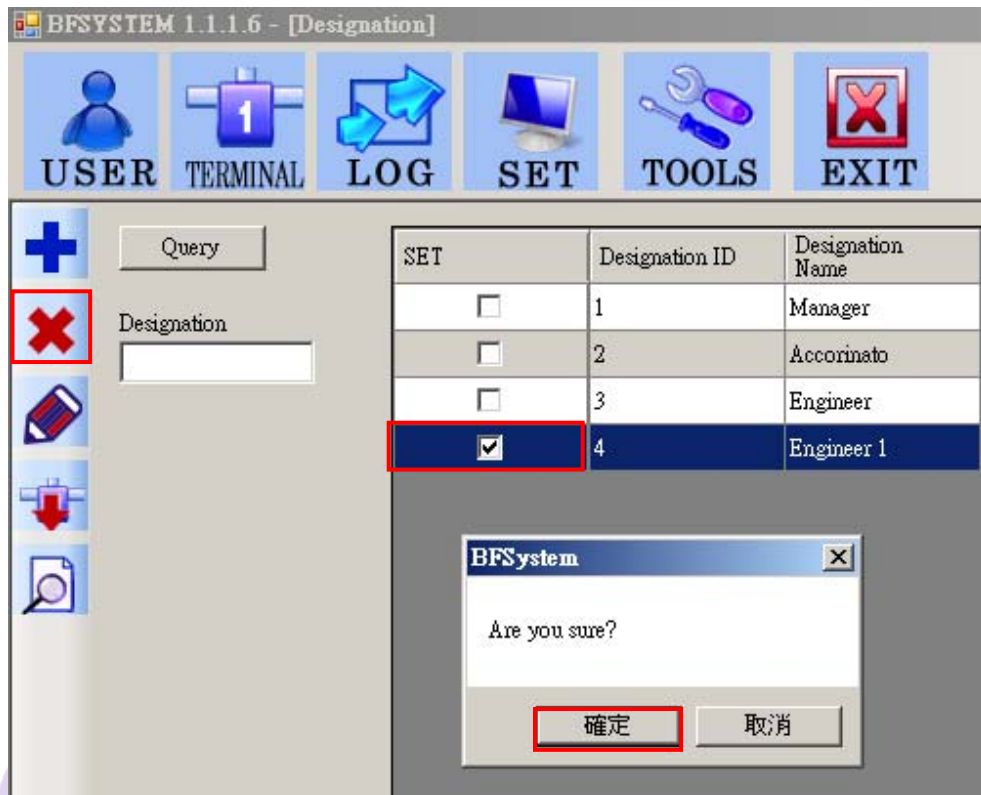 BFSYSTEM 1.1.1.6 - [Designation]
1
USER TERMINAL LOG SET TOOLS EXIT
Query
Designation
SET Designation ID Designation Name
1 Manager
2 Accorinato
3 Engineer
4 Engineer 1
BFSystem
Are you sure?
確定 取消